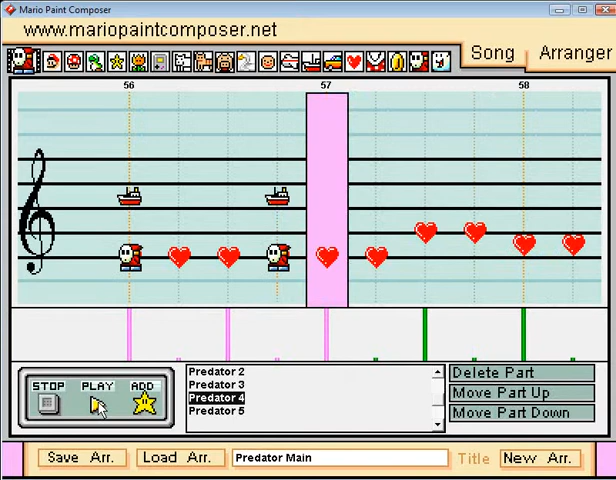 Mario Paint Composer
www.mariopaintcomposer.net
Song
Arranger
56
57
58
STOP PLAY ADD
Predator 2
Predator 3
Predator 4
Predator 5
Delete Part
Move Part Up
Move Part Down
Save Arr.
Load Arr.
Predator Main
Title
New Arr.